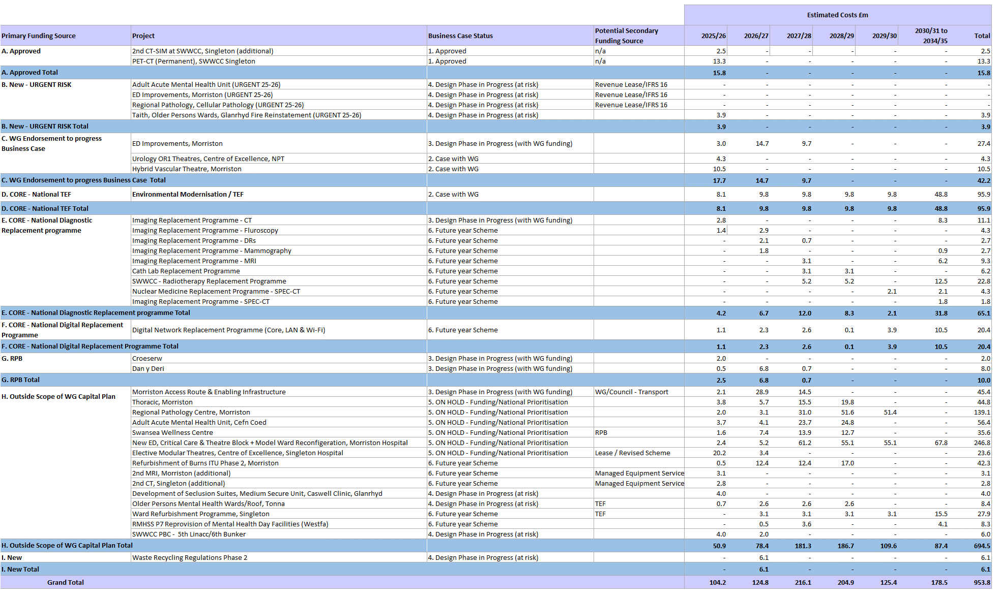 Estimated Costs £m
Primary Funding Source Project Business Case Status Potential Secondary Funding Source 2025/26 2026/27 2027/28 2028/29 2029/30 2030/31 to 2034/35 Total
A. Approved 2nd CT-SIM at SWWCC, Singleton (additional) 1. Approved n/a 2.5 - - - - - 2.5
PET-CT (Permanent), SWWCC Singleton 1. Approved n/a 13.3 - - - - - 13.3
A. Approved Total 15.8 - - - - - 15.8
B. New - URGENT RISK Adult Acute Mental Health Unit (URGENT 25-26) 4. Design Phase in Progress (at risk) Revenue Lease/IFRS 16 - - - - - - -
ED Improvements, Morriston (URGENT 25-26) 4. Design Phase in Progress (at risk) Revenue Lease/IFRS 16 - - - - - - -
Regional Pathology, Cellular Pathology (URGENT 25-26) 4. Design Phase in Progress (at risk) Revenue Lease/IFRS 16 - - - - - - -
Taith, Older Persons Wards, Glanrhyd Fire Reinstatement (URGENT 25-26) 4. Design Phase in Progress (at risk) 3.9 - - - - - 3.9
B. New - URGENT RISK Total 3.9 - - - - - 3.9
C. WG Endorsement to progress Business Case ED Improvements, Morriston 3. Design Phase in Progress (with WG funding) 3.0 14.7 9.7 - - - 27.4
Urology OR1 Theatres, Centre of Excellence, NPT 2. Case with WG 4.3 - - - - - 4.3
Hybrid Vascular Theatre, Morriston 2. Case with WG 10.5 - - - - - 10.5
C. WG Endorsement to progress Business Case Total 17.7 14.7 9.7 - - - 42.2
D. CORE - National TEF Environmental Modernisation / TEF 2. Case with WG 8.1 9.8 9.8 9.8 9.8 48.8 95.9
D. CORE - National TEF Total 8.1 9.8 9.8 9.8 9.8 48.8 95.9
E. CORE - National Diagnostic Replacement programme Imaging Replacement Programme - CT 3. Design Phase in Progress (with WG funding) 2.8 - - - - 8.3 11.1
Imaging Replacement Programme - Fluroscopy 6. Future year Scheme 1.4 2.9 - - - - 4.3
Imaging Replacement Programme - DRs 6. Future year Scheme - 2.1 0.7 - - - 2.7
Imaging Replacement Programme - Mammography 6. Future year Scheme - 1.8 - - - 0.9 2.7
Imaging Replacement Programme - MRI 6. Future year Scheme - - 3.1 - - 6.2 9.3
Cath Lab Replacement Programme 6. Future year Scheme - - 3.1 3.1 - - 6.2
SWWCC - Radiotherapy Replacement Programme 6. Future year Scheme - - 5.2 5.2 - 12.5 22.8
Nuclear Medicine Replacement Programme - SPEC-CT 6. Future year Scheme - - - - 2.1 2.1 4.3
Imaging Replacement Programme - SPEC-CT 6. Future year Scheme - - - - - 1.8 1.8
E. CORE - National Diagnostic Replacement programme Total 4.2 6.7 12.0 8.3 2.1 31.8 65.1
F. CORE - National Digital Replacement Programme Digital Network Replacement Programme (Core, LAN & Wi-Fi) 6. Future year Scheme 1.1 2.3 2.6 0.1 3.9 10.5 20.4
F. CORE - National Digital Replacement Programme Total 1.1 2.3 2.6 0.1 3.9 10.5 20.4
G. RPB Croeserw 3. Design Phase in Progress (with WG funding) 2.0 - - - - - 2.0
Dan y Deri 3. Design Phase in Progress (with WG funding) 0.5 6.8 0.7 - - - 8.0
G. RPB Total 2.5 6.8 0.7 - - - 10.0
H. Outside Scope of WG Capital Plan Morriston Access Route & Enabling Infrastructure 3. Design Phase in Progress (with WG funding) WG/Council - Transport 2.1 28.9 14.5 - - - 45.4
Thoracic, Morriston 5. ON HOLD - Funding/National Prioritisation 3.8 5.7 15.5 19.8 - - 44.8
Regional Pathology Centre, Morriston 5. ON HOLD - Funding/National Prioritisation 2.0 3.1 31.0 51.6 51.4 - 139.1
Adult Acute Mental Health Unit, Cefn Coed 5. ON HOLD - Funding/National Prioritisation 3.7 4.1 23.7 24.8 - - 56.4
Swansea Wellness Centre 5. ON HOLD - Funding/National Prioritisation RPB 1.6 7.4 13.9 12.7 - - 35.6
New ED, Critical Care & Theatre Block + Model Ward Reconfigeration, Morriston Hospital 5. ON HOLD - Funding/National Prioritisation 2.4 5.2 61.2 55.1 55.1 67.8 246.8
Elective Modular Theatres, Centre of Excellence, Singleton Hospital 5. ON HOLD - Funding/National Prioritisation Lease / Revised Scheme 20.2 3.4 - - - - 23.6
Refurbishment of Burns ITU Phase 2, Morriston 6. Future year Scheme 0.5 12.4 12.4 17.0 - - 42.3
2nd MRI, Morriston (additional) 6. Future year Scheme Managed Equipment Service 3.1 - - - - - 3.1
2nd CT, Singleton (additional) 6. Future year Scheme Managed Equipment Service 2.8 - - - - - 2.8
Development of Seclusion Suites, Medium Secure Unit, Caswell Clinic, Glanrhyd 4. Design Phase in Progress (at risk) 4.0 - - - - - 4.0
Older Persons Mental Health Wards/Roof, Tonna 4. Design Phase in Progress (at risk) TEF 0.7 2.6 2.6 2.6 - - 8.4
Ward Refurbishment Programme, Singleton 6. Future year Scheme TEF - 3.1 3.1 3.1 3.1 15.5 27.9
RMHSS P7 Reprovision of Mental Health Day Facilities (Westfa) 6. Future year Scheme - 0.5 3.6 - - 4.1 8.3
SWWCC PBC - 5th Linacc/6th Bunker 4. Design Phase in Progress (at risk) 4.0 2.0 - - - - 6.0
H. Outside Scope of WG Capital Plan Total 50.9 78.4 181.3 186.7 109.6 87.4 694.5
I. New Waste Recycling Regulations Phase 2 4. Design Phase in Progress (at risk) - 6.1 - - - - 6.1
I. New Total - 6.1 - - - - 6.1
Grand Total 104.2 124.8 216.1 204.9 125.4 178.5 953.8